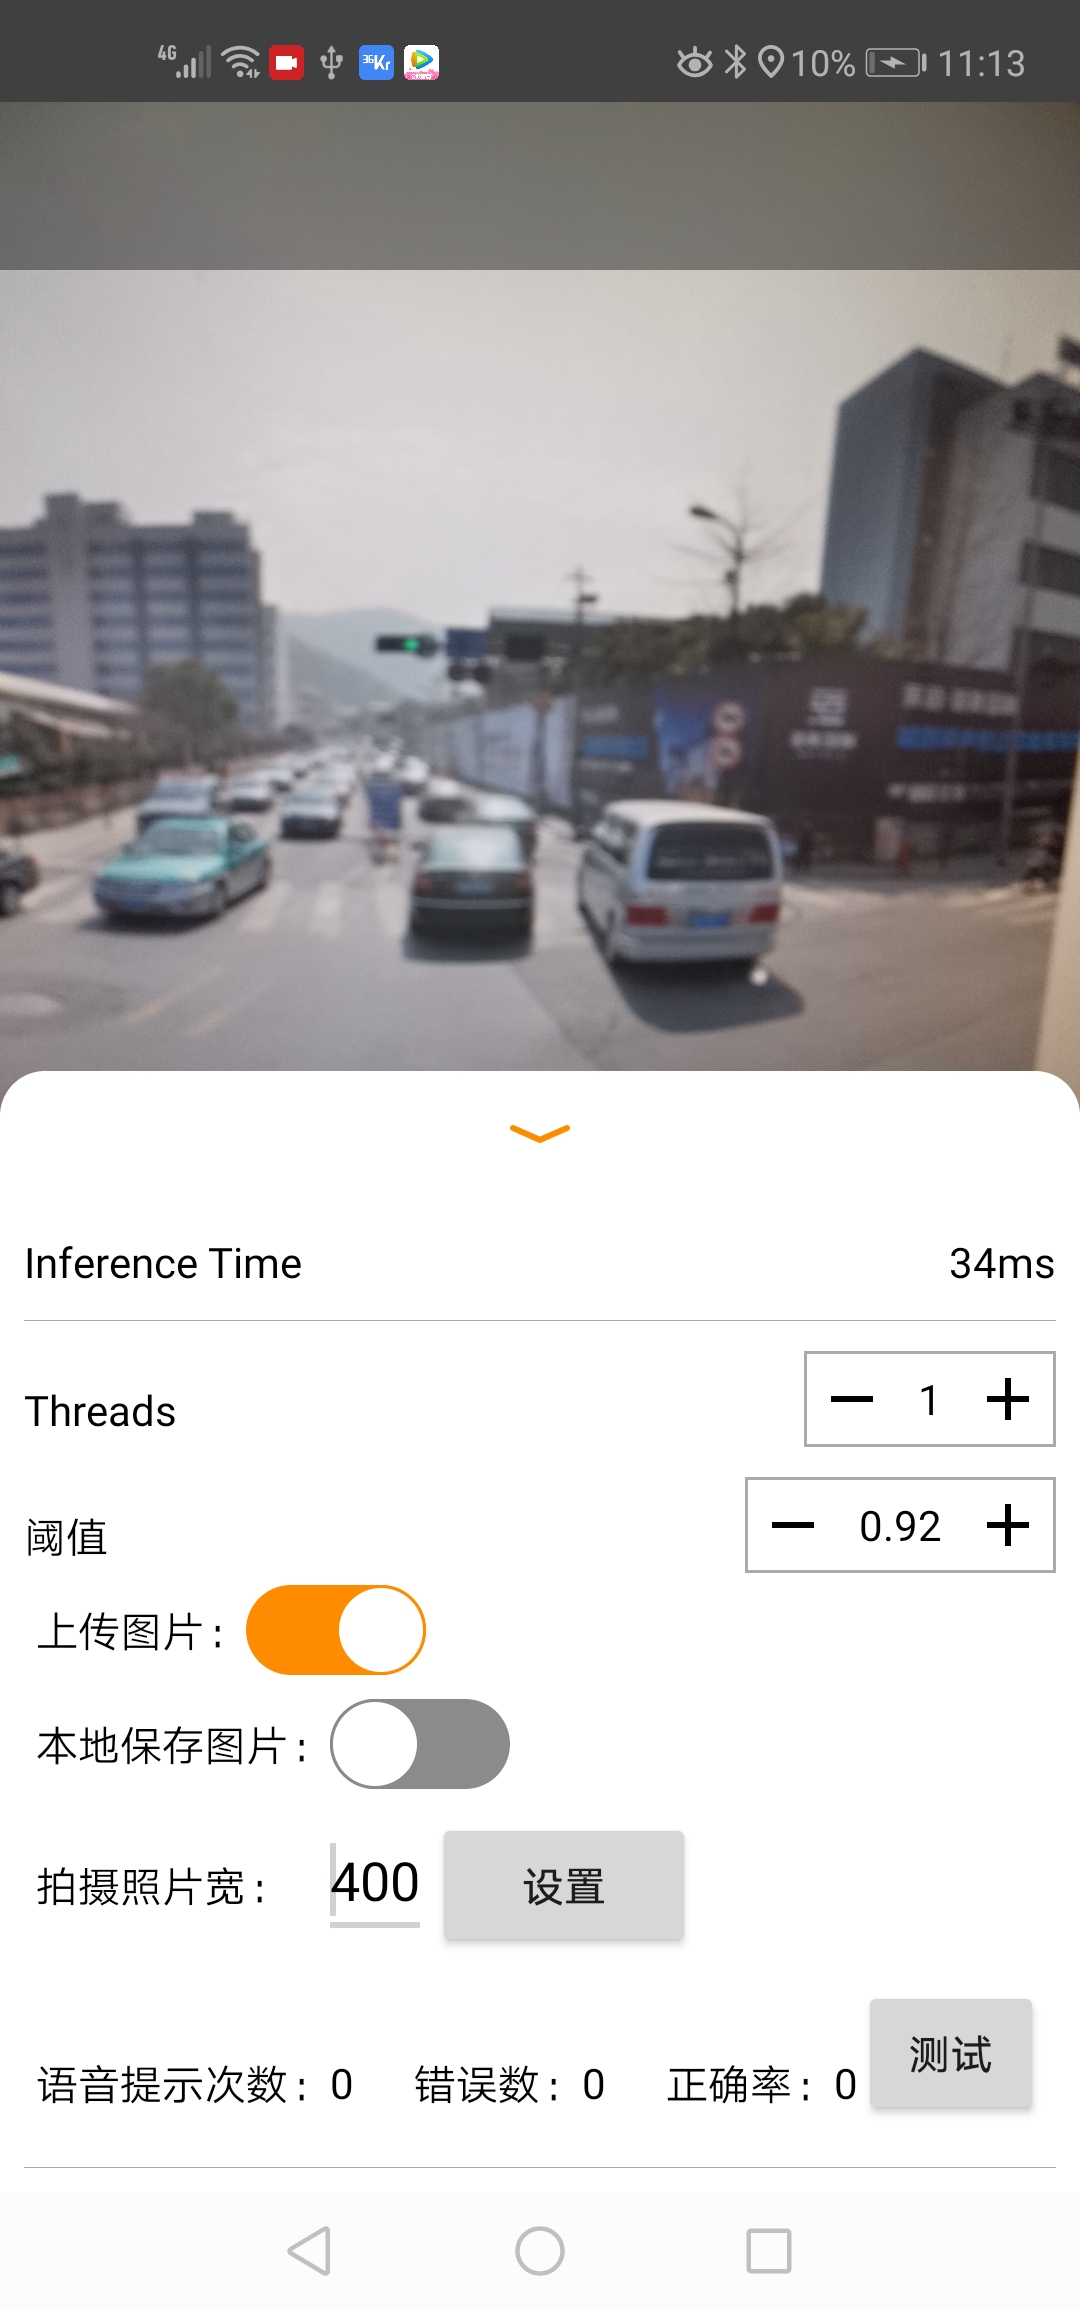 4G 36Kr 10% 11:13
Inference Time 34ms
Threads 1
阈值 0.92
上传图片:
本地保存图片:
拍摄照片宽: 400 设置
语音提示次数: 0 错误数: 0 正确率: 0 测试